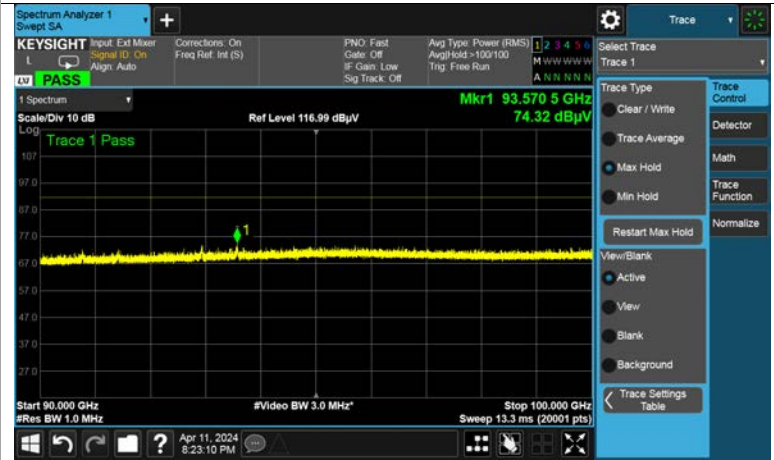 Spectrum Analyzer 1
Swept SA
+
Trace
KEYSIGHT
L
LXI PASS
Input: Ext Mixer
Signal ID: On
Align: Auto
Corrections: On
Freq Ref: Int (S)
PNO: Fast
Gate: Off
IF Gain: Low
Sig Track: Off
Avg Type: Power (RMS)
Avg|Hold:>100/100
Trig: Free Run
1 2 3 4 5 6
M W W W W W
A N N N N N
1 Spectrum
Scale/Div 10 dB
Ref Level 116.99 dBµV
Mkr1 93.570 5 GHz
74.32 dBµV
Log
Trace 1 Pass
107
97.0
87.0
77.0
67.0
57.0
47.0
37.0
27.0
1
Start 90.000 GHz
#Res BW 1.0 MHz
#Video BW 3.0 MHz*
Stop 100.000 GHz
Sweep 13.3 ms (20001 pts)
?
Apr 11, 2024
8:23:10 PM
Select Trace
Trace 1
Trace Type
Clear / Write
Trace Average
Max Hold
Min Hold
Restart Max Hold
View/Blank
Active
View
Blank
Background
Trace Settings
Table
Trace
Control
Detector
Math
Trace
Function
Normalize